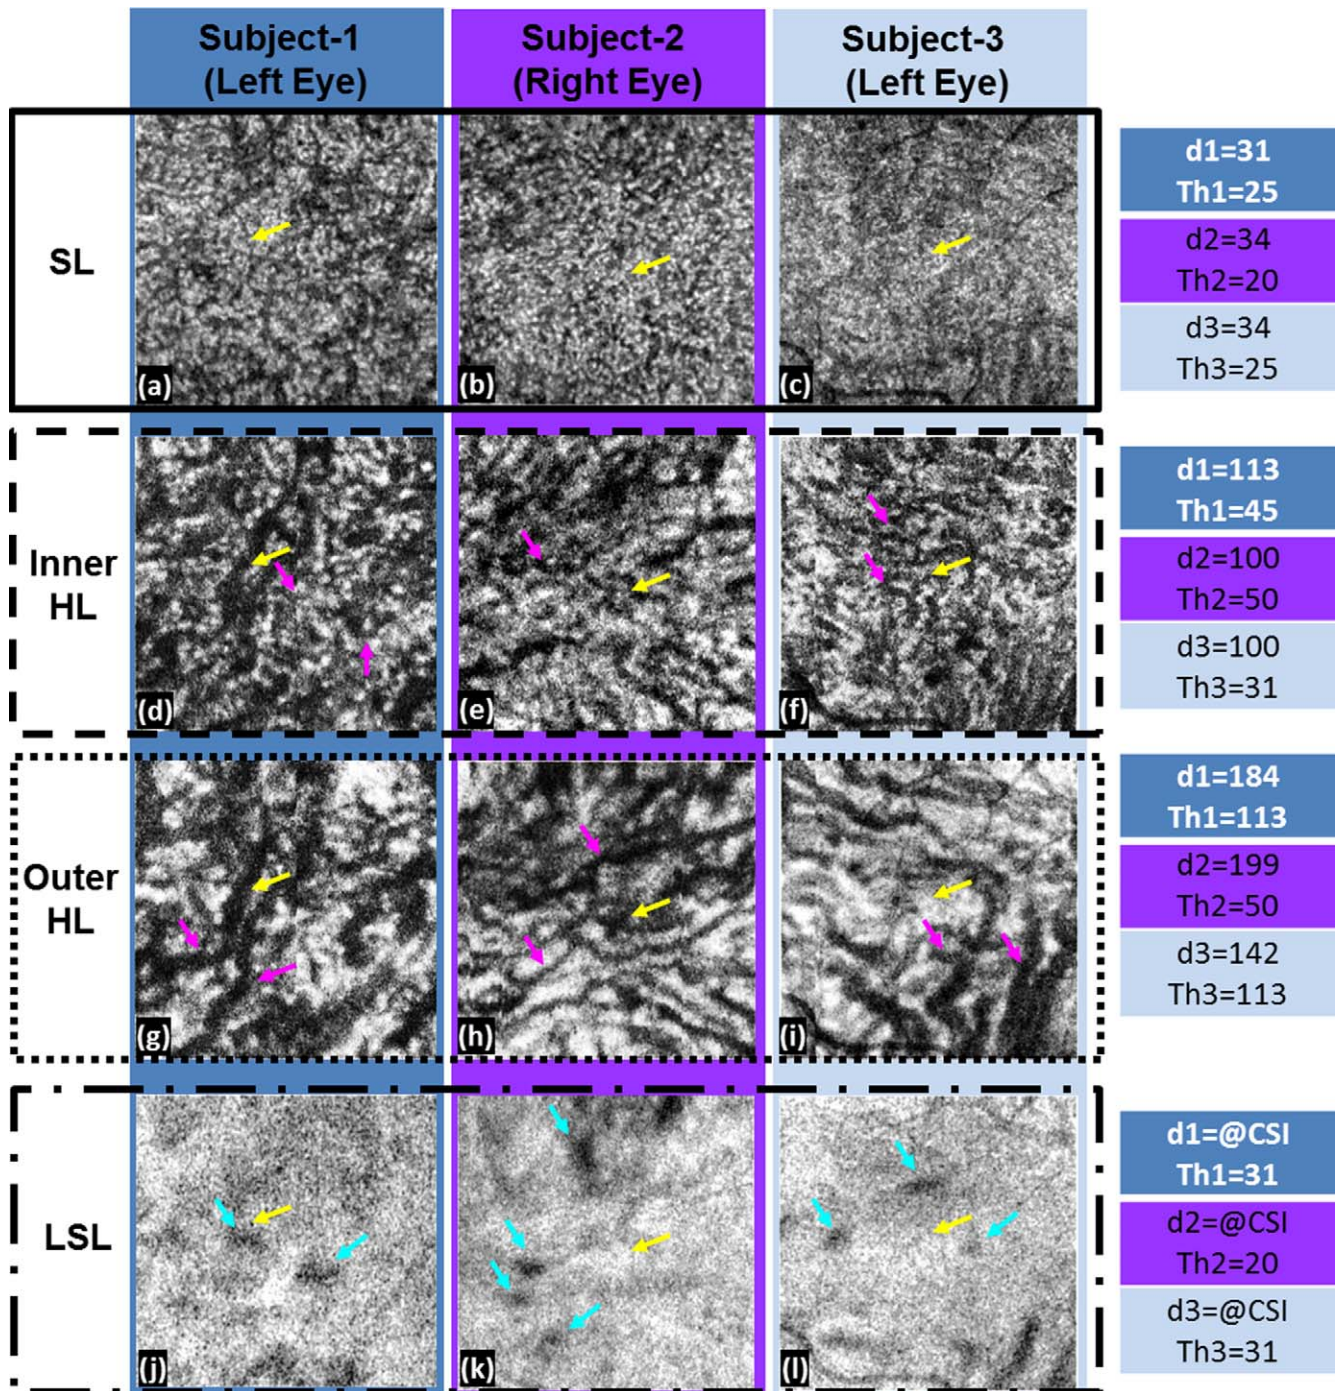 Subject-1
(Left Eye)
Subject-2
(Right Eye)
Subject-3
(Left Eye)
SL
(a)
(b)
(c)
d1=31
Th1=25
d2=34
Th2=20
d3=34
Th3=25
Inner
HL
(d)
(e)
(f)
d1=113
Th1=45
d2=100
Th2=50
d3=100
Th3=31
Outer
HL
(g)
(h)
(i)
d1=184
Th1=113
d2=199
Th2=50
d3=142
Th3=113
LSL
(j)
(k)
(l)
d1=@CSI
Th1=31
d2=@CSI
Th2=20
d3=@CSI
Th3=31